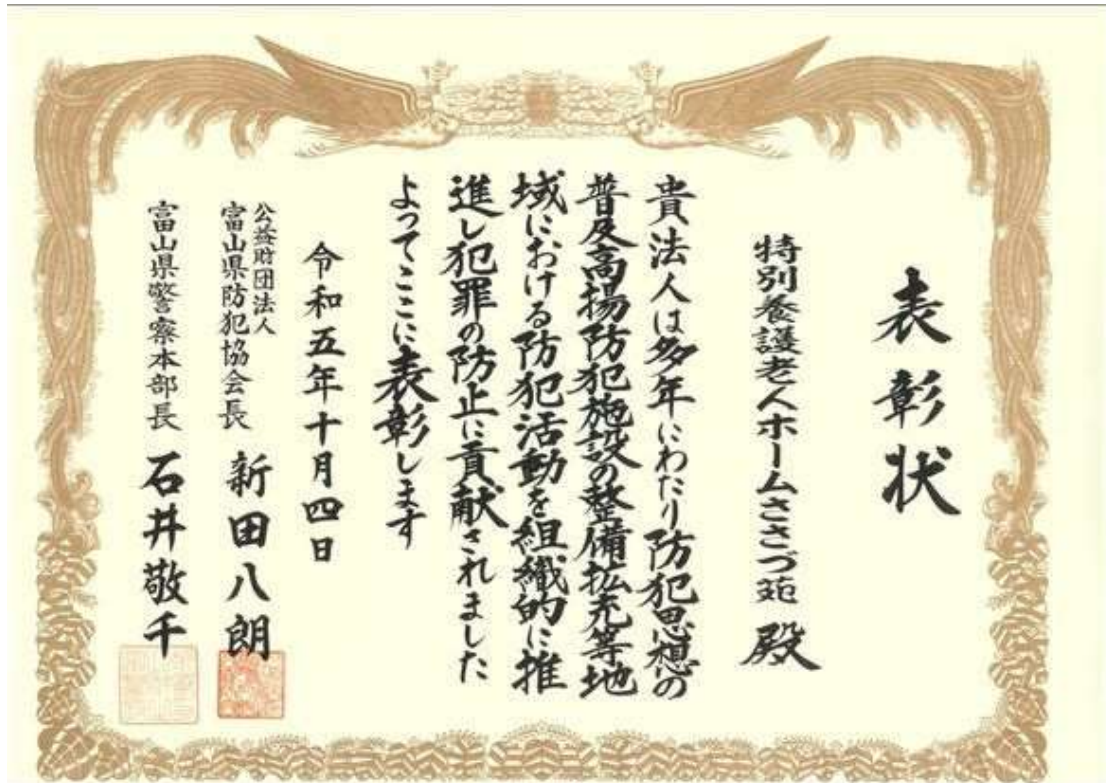 表彰状
特別養護老人ホームささづ苑 殿
貴法人は多年にわたり防犯思想の
普及高揚防犯施設の整備拡充等地
域における防犯活動を組織的に推
進し犯罪の防止に貢献されました
よってここに表彰します
令和五年十月四日
公益財団法人
富山県防犯協会長 新田八朗
富山県警察本部長 石井敬千